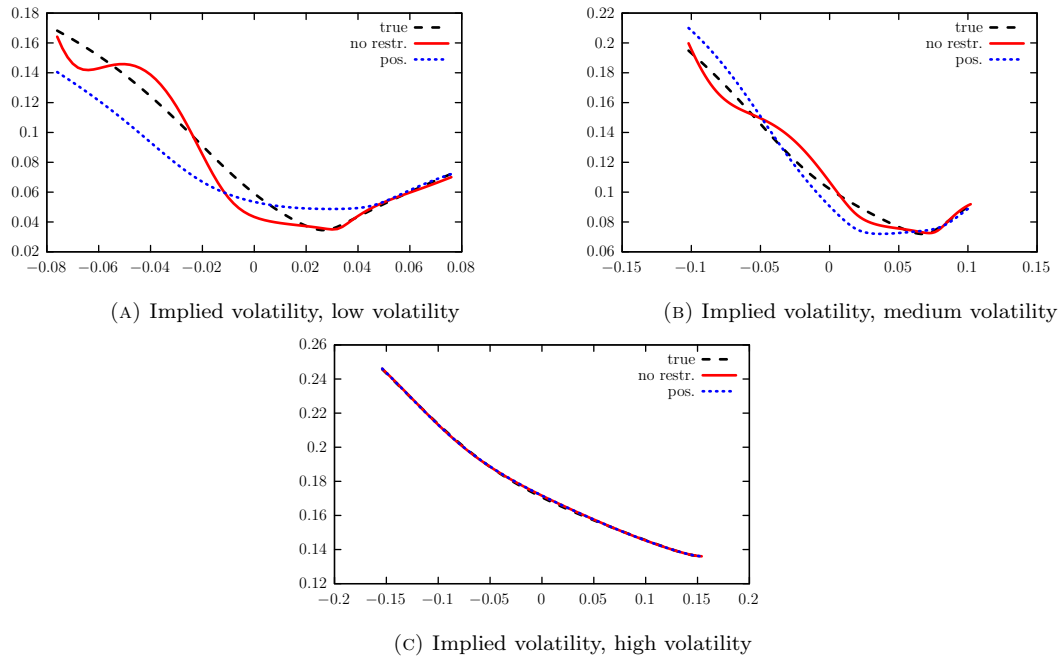 0.18
0.16
0.14
0.12
0.1
0.08
0.06
0.04
0.02
−0.08 −0.06 −0.04 −0.02 0 0.02 0.04 0.06 0.08
true
no restr.
pos.
(A) Implied volatility, low volatility
0.22
0.2
0.18
0.16
0.14
0.12
0.1
0.08
0.06
−0.15 −0.1 −0.05 0 0.05 0.1 0.15
true
no restr.
pos.
(B) Implied volatility, medium volatility
0.26
0.24
0.22
0.2
0.18
0.16
0.14
0.12
−0.2 −0.15 −0.1 −0.05 0 0.05 0.1 0.15 0.2
true
no restr.
pos.
(C) Implied volatility, high volatility